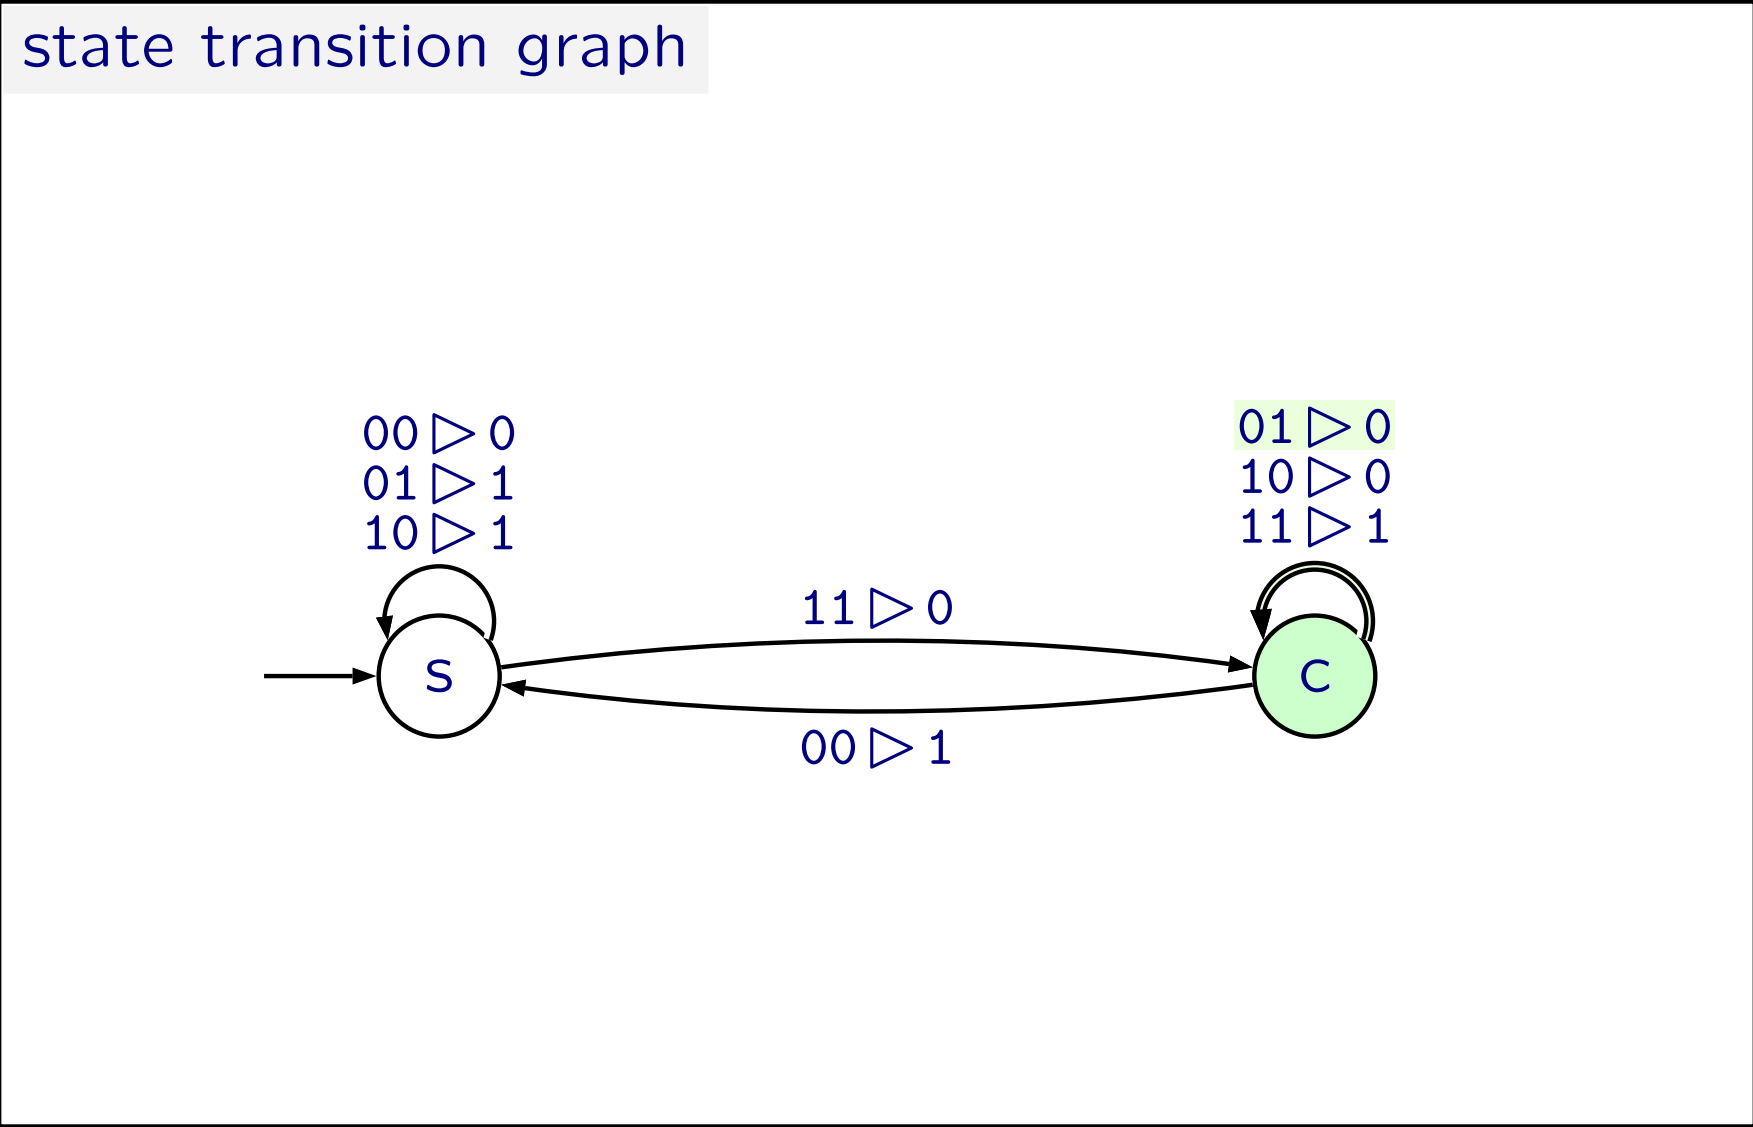 state transition graph
00 ▷ 0
01 ▷ 1
10 ▷ 1
01 ▷ 0
10 ▷ 0
11 ▷ 1
11 ▷ 0
S
C
00 ▷ 1